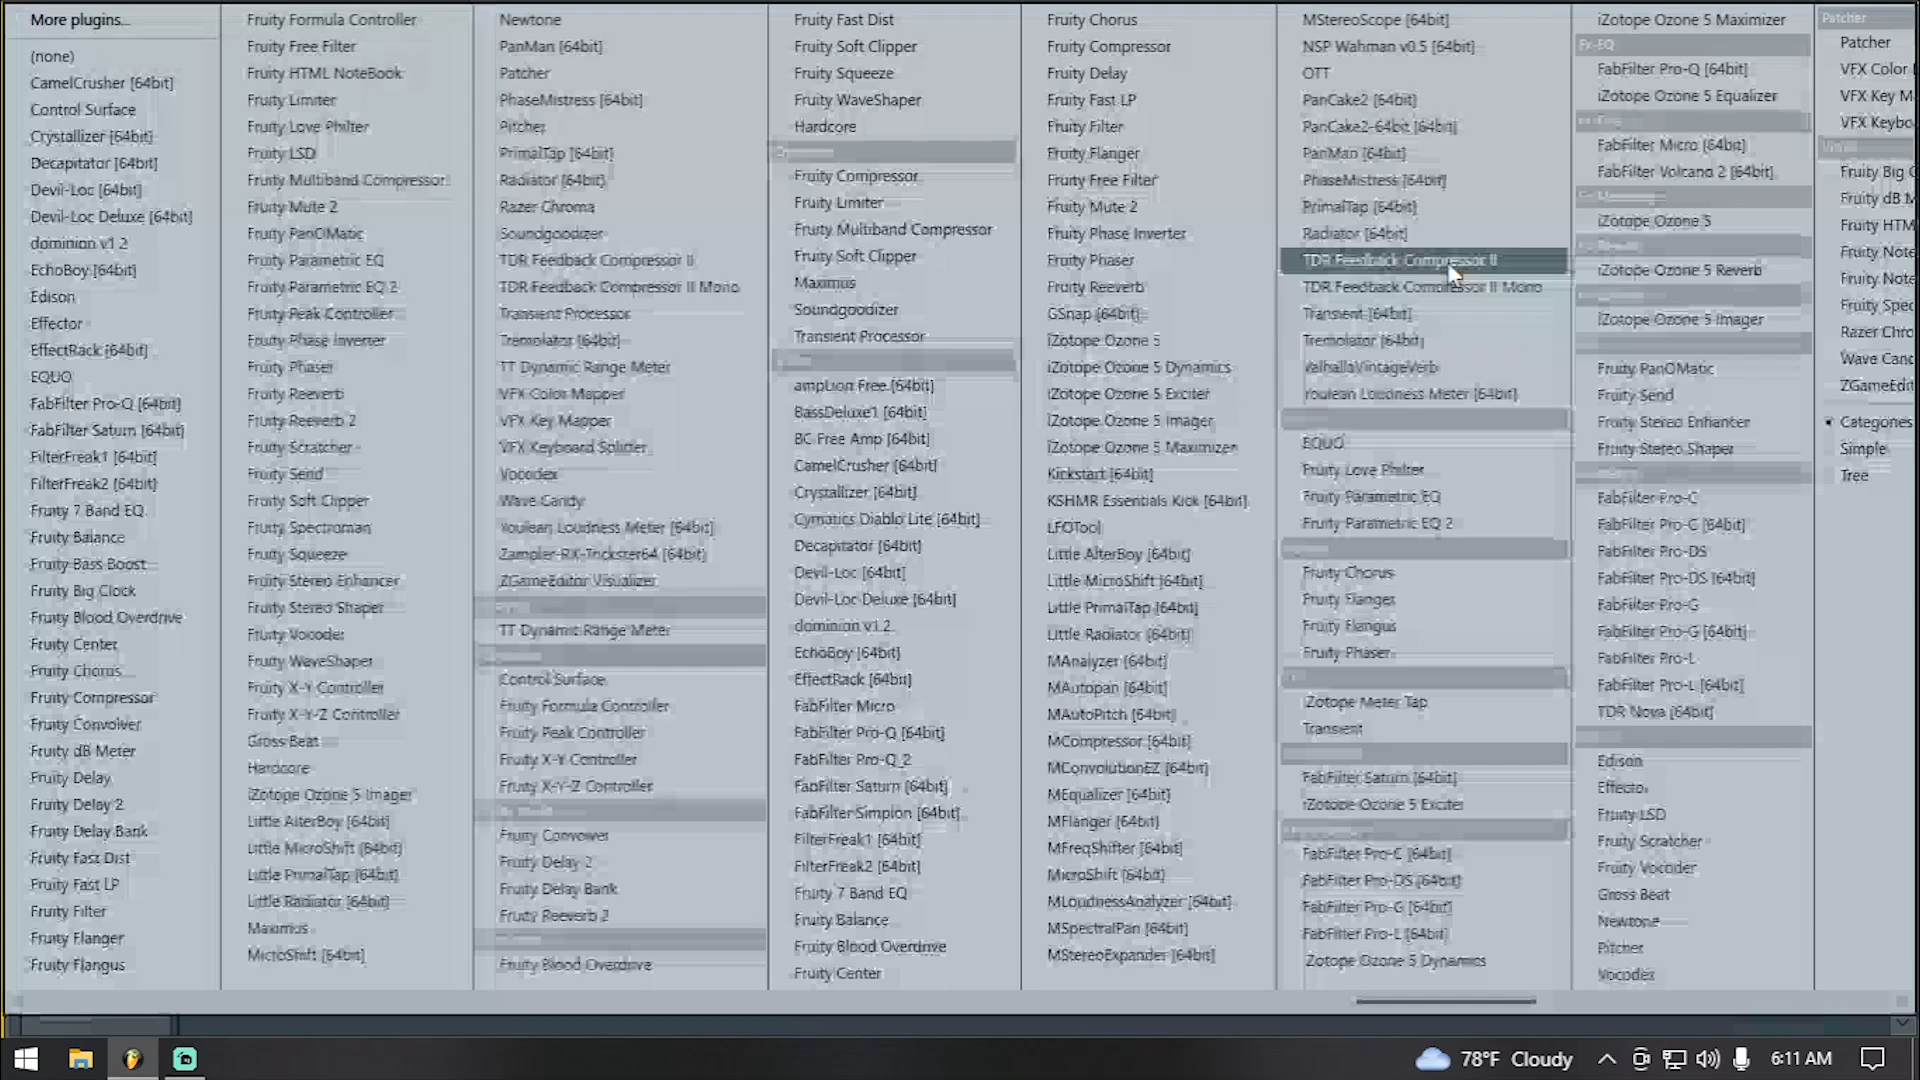 More plugins...
(none)
CamelCrusher [64bit]
Control Surface
Crystallizer [64bit]
Decapitator [64bit]
Devil-Loc [64bit]
Devil-Loc Deluxe [64bit]
dominion v1 2
EchoBoy [64bit]
Edison
Effector
EffectRack [64bit]
EQUO
FabFilter Pro-Q [64bit]
FabFilter Saturn [64bit]
FilterFreak1 [64bit]
FilterFreak2 [64bit]
Fruity 7 Band EQ
Fruity Balance
Fruity Bass Boost
Fruity Big Clock
Fruity Blood Overdrive
Fruity Center
Fruity Chorus
Fruity Compressor
Fruity Convolver
Fruity dB Meter
Fruity Delay
Fruity Delay 2
Fruity Delay Bank
Fruity Fast Dist
Fruity Fast LP
Fruity Filter
Fruity Flanger
Fruity Flangus
Fruity Formula Controller
Fruity Free Filter
Fruity HTML NoteBook
Fruity Limiter
Fruity Love Philter
Fruity LSD
Fruity Multiband Compressor
Fruity Mute 2
Fruity PanOMatic
Fruity Parametric EQ
Fruity Parametric EQ 2
Fruity Peak Controller
Fruity Phase Inverter
Fruity Phaser
Fruity Reeverb
Fruity Reeverb 2
Fruity Scratcher
Fruity Send
Fruity Soft Clipper
Fruity Spectroman
Fruity Squeeze
Fruity Stereo Enhancer
Fruity Stereo Shaper
Fruity Vocoder
Fruity WaveShaper
Fruity X-Y Controller
Fruity X-Y-Z Controller
Gross Beat
Hardcore
iZotope Ozone 5 Imager
Little AlterBoy [64bit]
Little MicroShift [64bit]
Little PrimalTap [64bit]
Little Radiator [64bit]
Maximus
MicroShift [64bit]
Newtone
PanMan [64bit]
Patcher
PhaseMistress [64bit]
Pitcher
PrimalTap [64bit]
Radiator [64bit]
Razer Chroma
Soundgoodizer
TDR Feedback Compressor II
TDR Feedback Compressor II Mono
Transient Processor
Tremolator [64bit]
TT Dynamic Range Meter
VFX Color Mapper
VFX Key Mapper
VFX Keyboard Splitter
Vocodex
Wave Candy
Youlean Loudness Meter [64bit]
Zampler-RX-Trickster64 [64bit]
ZGameEditor Visualizer
TT Dynamic Range Meter
Control Surface
Fruity Formula Controller
Fruity Peak Controller
Fruity X-Y Controller
Fruity X-Y-Z Controller
Fruity Convolver
Fruity Delay 2
Fruity Delay Bank
Fruity Reeverb 2
Fruity Blood Overdrive
Fruity Fast Dist
Fruity Soft Clipper
Fruity Squeeze
Fruity WaveShaper
Hardcore
Fruity Compressor
Fruity Limiter
Fruity Multiband Compressor
Fruity Soft Clipper
Maximus
Soundgoodizer
Transient Processor
ampLion Free [64bit]
BassDeluxe1 [64bit]
BC Free Amp [64bit]
CamelCrusher [64bit]
Crystallizer [64bit]
Cymatics Diablo Lite [64bit]
Decapitator [64bit]
Devil-Loc [64bit]
Devil-Loc Deluxe [64bit]
dominion v1 2
EchoBoy [64bit]
EffectRack [64bit]
FabFilter Micro
FabFilter Pro-Q [64bit]
FabFilter Pro-Q 2
FabFilter Saturn [64bit]
FabFilter Simplon [64bit]
FilterFreak1 [64bit]
FilterFreak2 [64bit]
Fruity 7 Band EQ
Fruity Balance
Fruity Blood Overdrive
Fruity Center
Fruity Chorus
Fruity Compressor
Fruity Delay
Fruity Fast LP
Fruity Filter
Fruity Flanger
Fruity Free Filter
Fruity Mute 2
Fruity Phase Inverter
Fruity Phaser
Fruity Reeverb
GSnap [64bit]
iZotope Ozone 5
iZotope Ozone 5 Dynamics
iZotope Ozone 5 Exciter
iZotope Ozone 5 Imager
iZotope Ozone 5 Maximizer
Kickstart [64bit]
KSHMR Essentials Kick [64bit]
LFOTool
Little AlterBoy [64bit]
Little MicroShift [64bit]
Little PrimalTap [64bit]
Little Radiator [64bit]
MAnalyzer [64bit]
MAutopan [64bit]
MAutoPitch [64bit]
MCompressor [64bit]
MConvolutionEZ [64bit]
MEqualizer [64bit]
MFlanger [64bit]
MFreqShifter [64bit]
MicroShift [64bit]
MLoudnessAnalyzer [64bit]
MSpectralPan [64bit]
MStereoExpander [64bit]
MStereoScope [64bit]
NSP Wahman v0.5 [64bit]
OTT
PanCake2 [64bit]
PanCake2-64bit [64bit]
PanMan [64bit]
PhaseMistress [64bit]
PrimalTap [64bit]
Radiator [64bit]
TDR Feedback Compressor II
TDR Feedback Compressor II Mono
Transient [64bit]
Tremolator [64bit]
ValhallaVintageVerb
Youlean Loudness Meter [64bit]
EQUO
Fruity Love Philter
Fruity Parametric EQ
Fruity Parametric EQ 2
Fruity Chorus
Fruity Flanger
Fruity Flangus
Fruity Phaser
Zotope Meter Tap
Transient
FabFilter Saturn [64bit]
iZotope Ozone 5 Exciter
FabFilter Pro-C [64bit]
FabFilter Pro-DS [64bit]
FabFilter Pro-G [64bit]
FabFilter Pro-L [64bit]
Zotope Ozone 5 Dynamics
iZotope Ozone 5 Maximizer
Fx-EQ
FabFilter Pro-Q [64bit]
iZotope Ozone 5 Equalizer
FabFilter Micro [64bit]
FabFilter Volcano 2 [64bit]
iZotope Ozone 5
iZotope Ozone 5 Reverb
iZotope Ozone 5 Imager
Fruity PanOMatic
Fruity Send
Fruity Stereo Enhancer
Fruity Stereo Shaper
FabFilter Pro-C
FabFilter Pro-C [64bit]
FabFilter Pro-DS
FabFilter Pro-DS [64bit]
FabFilter Pro-G
FabFilter Pro-G [64bit]
FabFilter Pro-L
FabFilter Pro-L [64bit]
TDR Nova [64bit]
Edison
Effector
Fruity LSD
Fruity Scratcher
Fruity Vocoder
Gross Beat
Newtone
Pitcher
Vocodex
Patcher
Patcher
VFX Color
VFX Key M
VFX Keybo
Fruity Big C
Fruity dB M
Fruity HTM
Fruity Note
Fruity Note
Fruity Spec
Razer Chro
Wave Canc
ZGameEdit
Categories
Simple
Tree
78°F Cloudy
6:11 AM